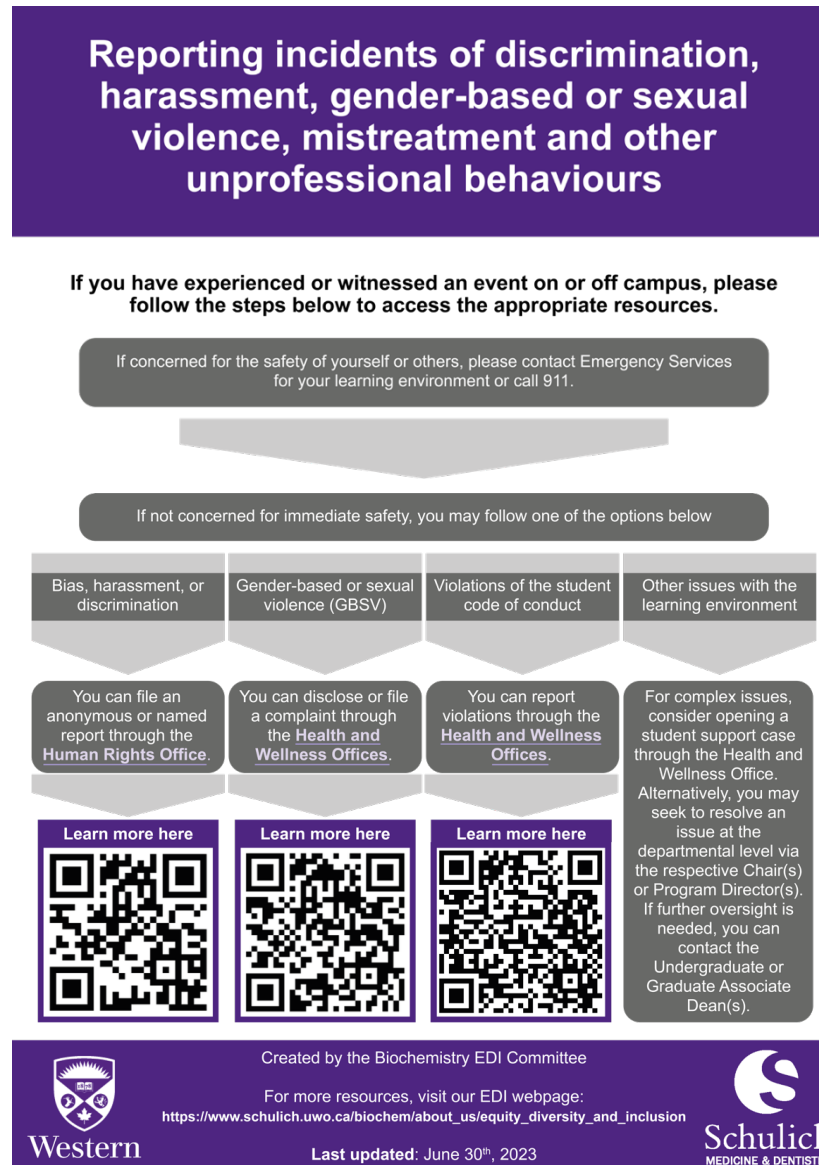 Reporting incidents of discrimination,
harassment, gender-based or sexual
violence, mistreatment and other
unprofessional behaviours
If you have experienced or witnessed an event on or off campus, please
follow the steps below to access the appropriate resources.
If concerned for the safety of yourself or others, please contact Emergency Services
for your learning environment or call 911.
If not concerned for immediate safety, you may follow one of the options below
Bias, harassment, or
discrimination
You can file an
anonymous or named
report through the
Human Rights Office.
Learn more here
Gender-based or sexual
violence (GBSV)
You can disclose or file
a complaint through
the Health and
Wellness Offices.
Learn more here
Violations of the student
code of conduct
You can report
violations through the
Health and Wellness
Offices.
Learn more here
Other issues with the
learning environment
For complex issues,
consider opening a
student support case
through the Health and
Wellness Office.
Alternatively, you may
seek to resolve an
issue at the
departmental level via
the respective Chair(s)
or Program Director(s).
If further oversight is
needed, you can
contact the
Undergraduate or
Graduate Associate
Dean(s).
Western
Created by the Biochemistry EDI Committee
For more resources, visit our EDI webpage:
https://www.schulich.uwo.ca/biochem/about_us/equity_diversity_and_inclusion
Last updated: June 30th, 2023
Schulich
MEDICINE & DENTISTR